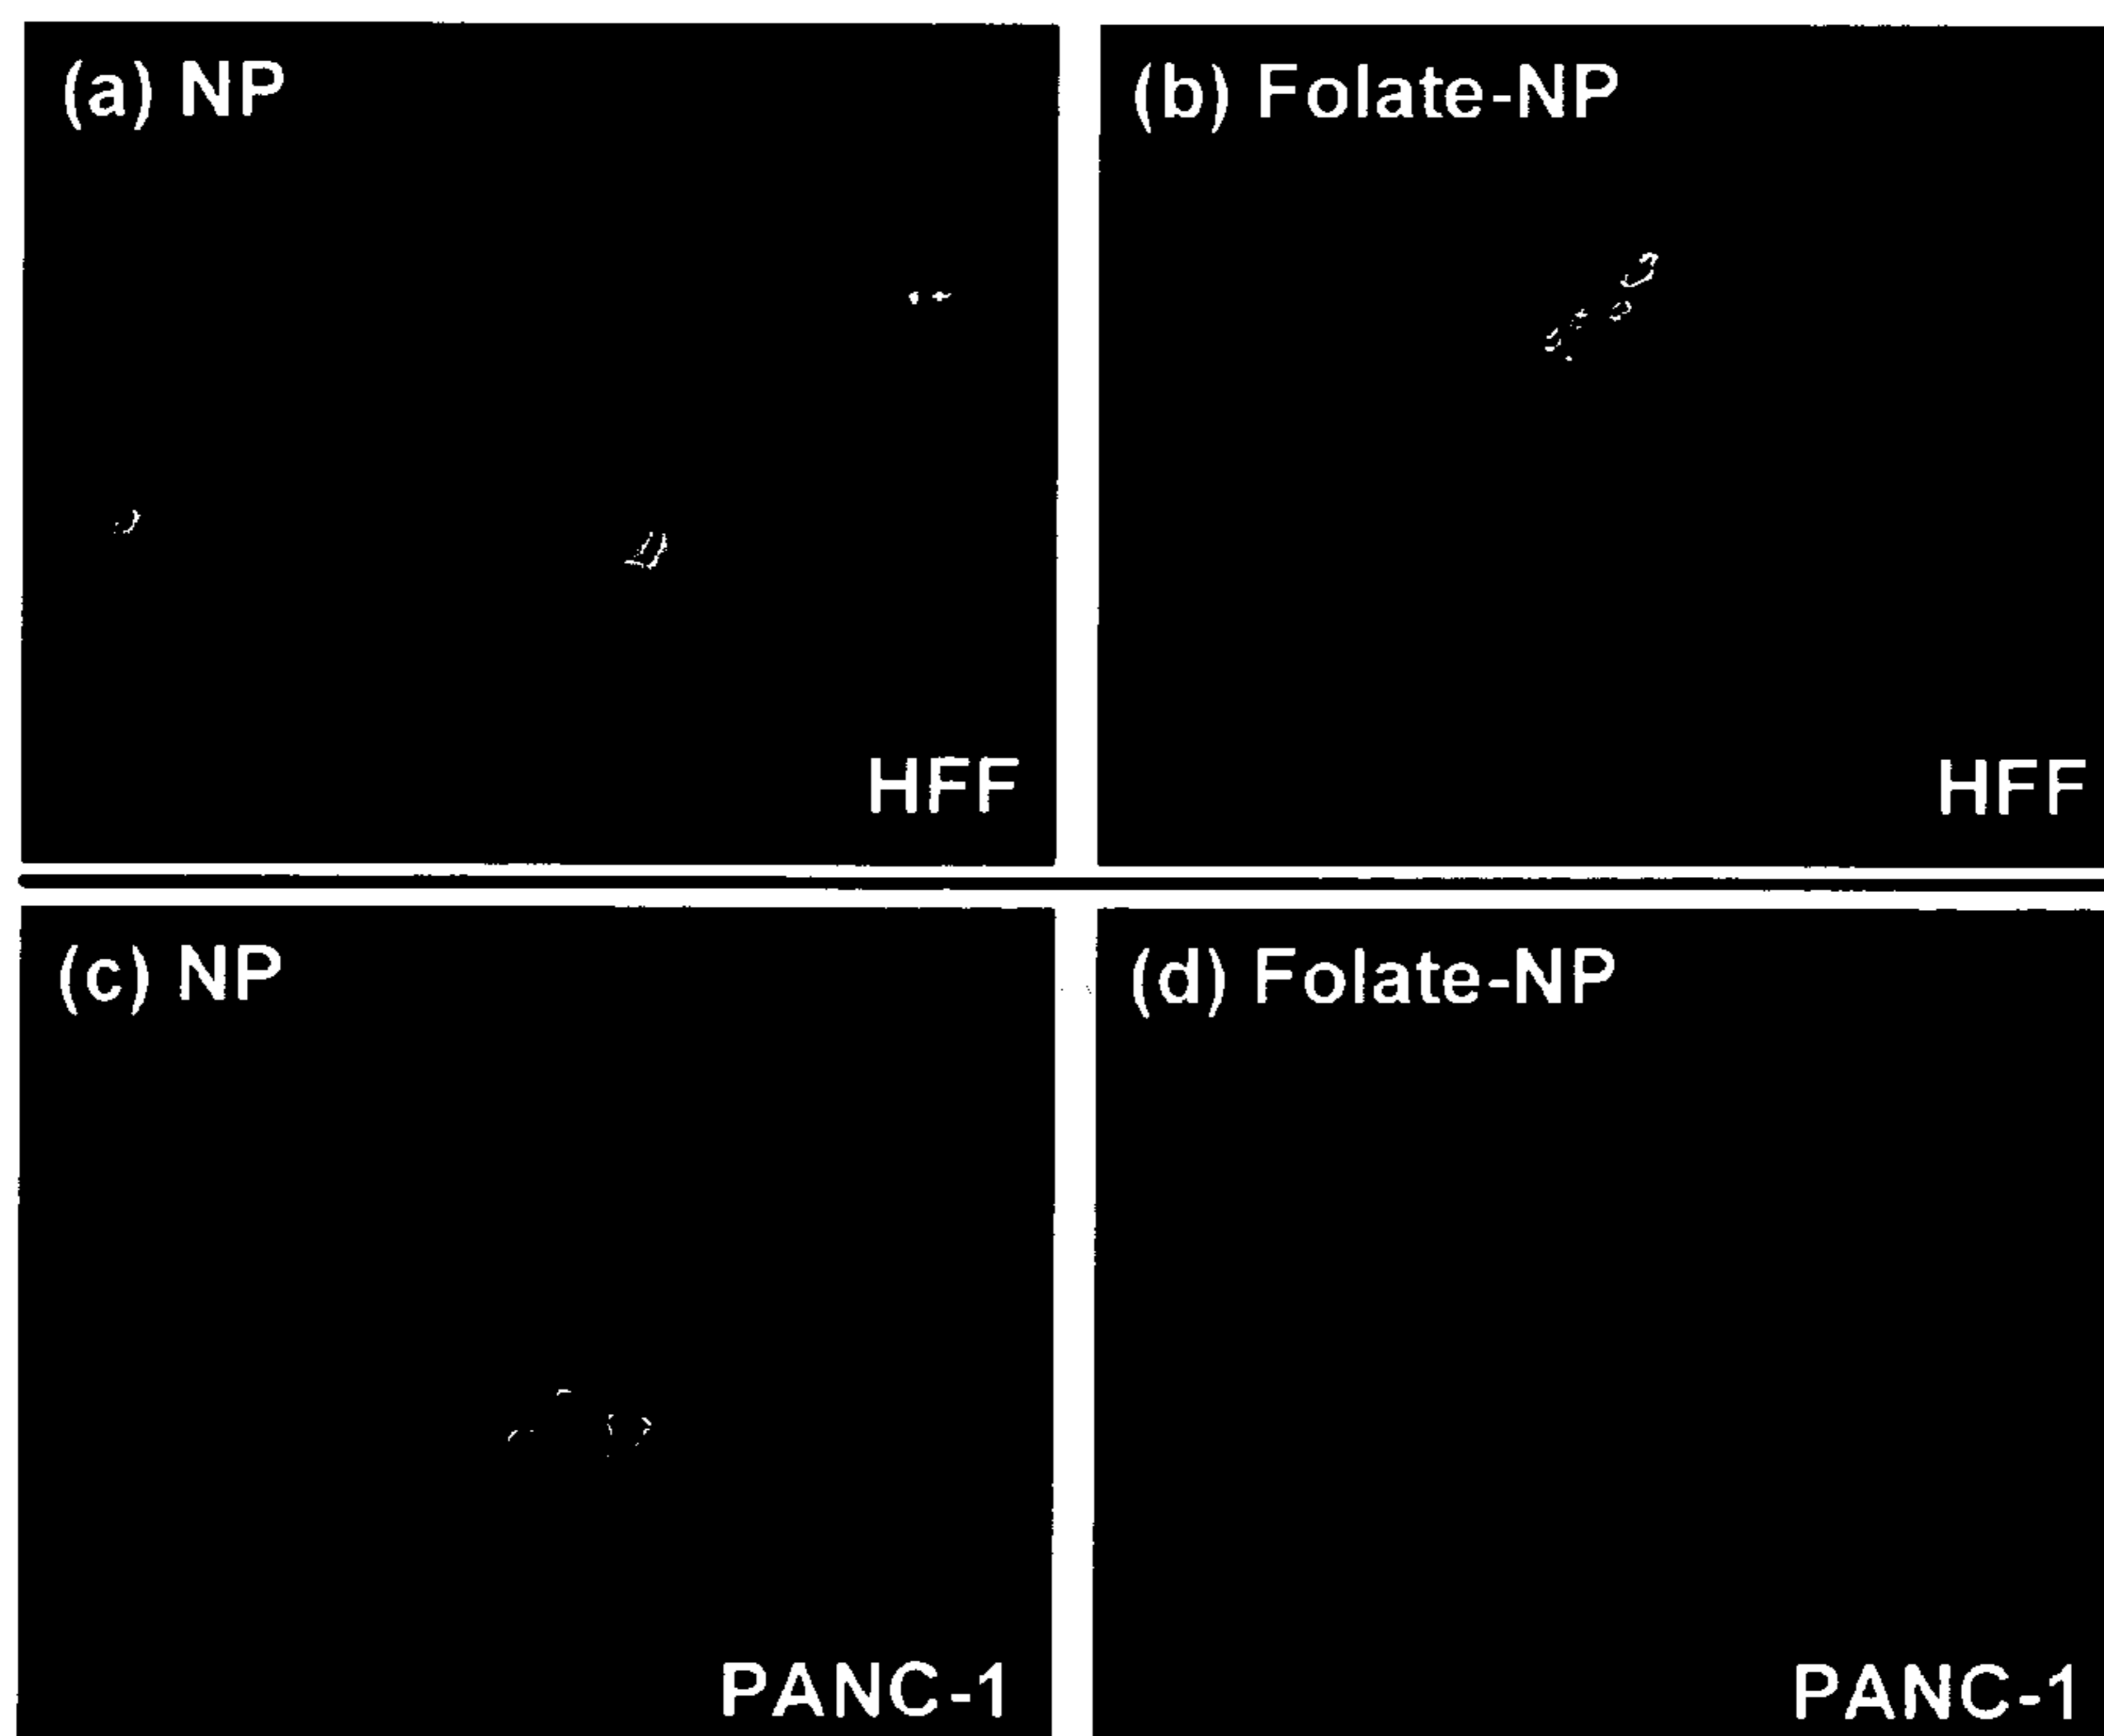 (a) NP
(b) Folate-NP
HFF
HFF
(c) NP
(d) Folate-NP
PANC-1
PANC-1